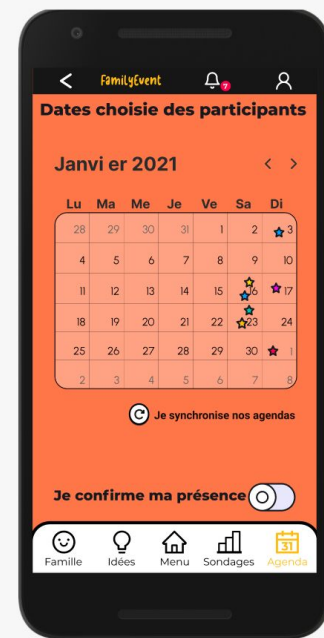 FamilyEvent 7
Dates choisie des participants
Janvi er 2021 < >
Lu Ma Me Je Ve Sa Di
28 29 30 31 1 2 3
4 5 6 7 8 9 10
11 12 13 14 15 16 17
18 19 20 21 22 23 24
25 26 27 28 29 30 1
2 3 4 5 6 7 8
Je synchronise nos agendas
Je confirme ma présence
31
Famille Idées Menu Sondages Agenda